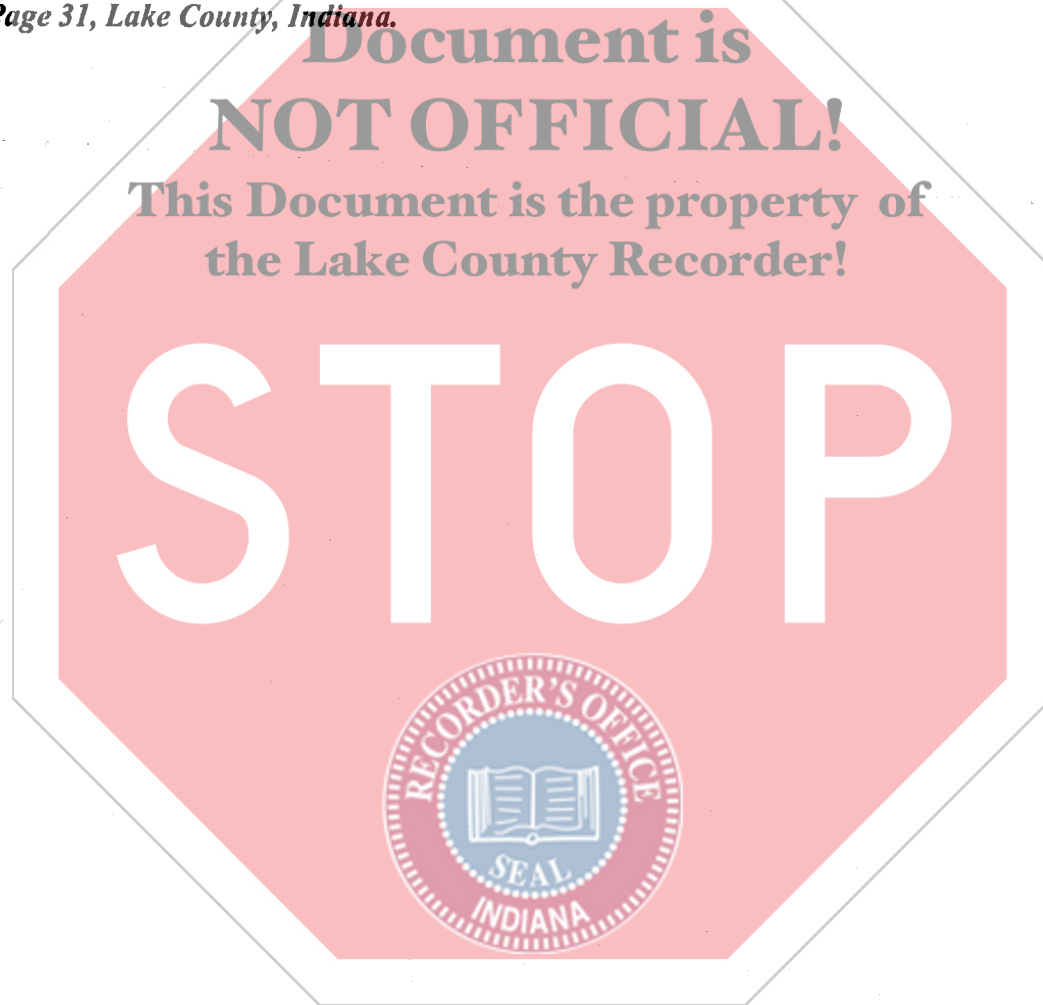 Page 31, Lake County, Indiana.
Document is
NOT OFFICIAL!
This Document is the property of
the Lake County Recorder!
STOP
RECORDER'S OFFICE
SEAL
INDIANA